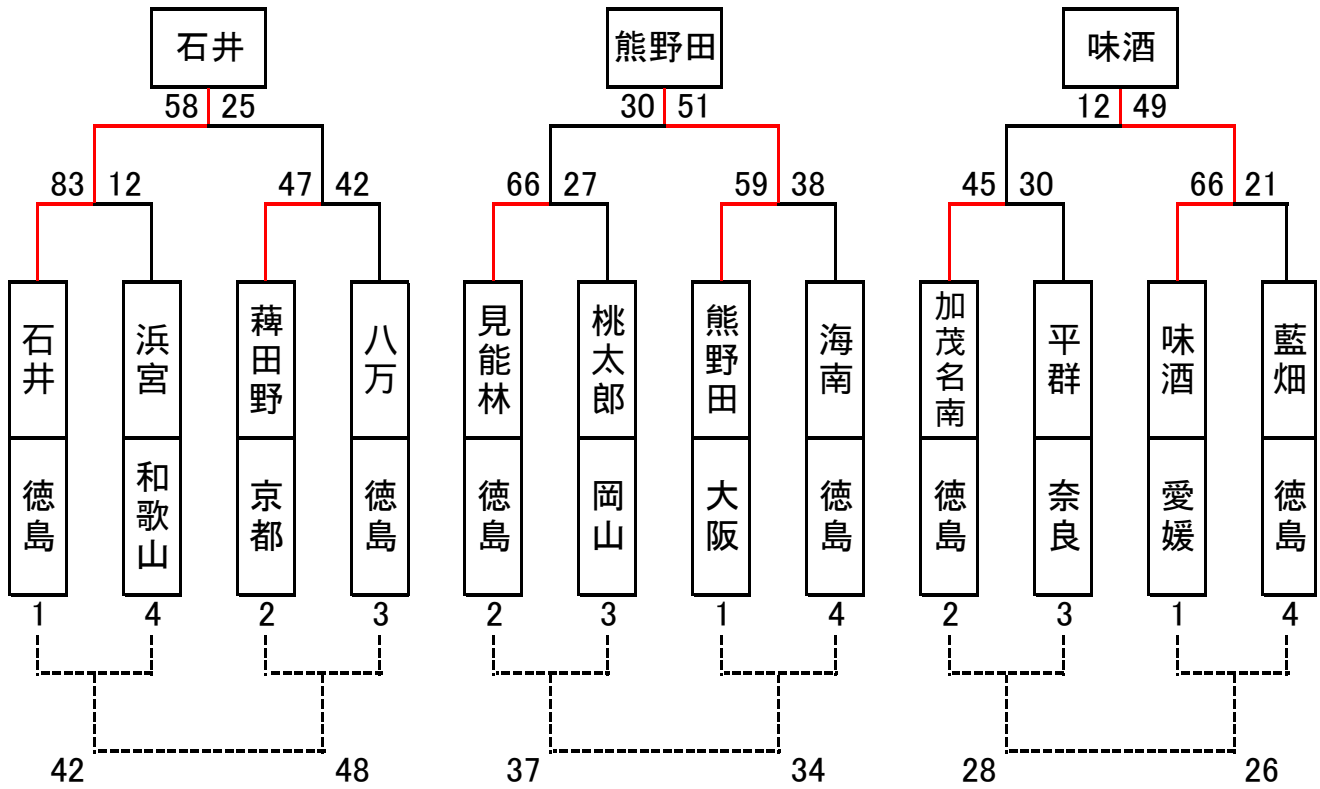 石井 熊野田 味酒
58 25 30 51 12 49
83 12 47 42 66 27 59 38 45 30 66 21
石井 浜宮 薭田野 八万 見能林 桃太郎 熊野田 海南 加茂名南 平群 味酒 藍畑
徳島 和歌山 京都 徳島 徳島 岡山 大阪 徳島 徳島 奈良 愛媛 徳島
1 4 2 3 2 3 1 4 2 3 1 4
42 48 37 34 28 26